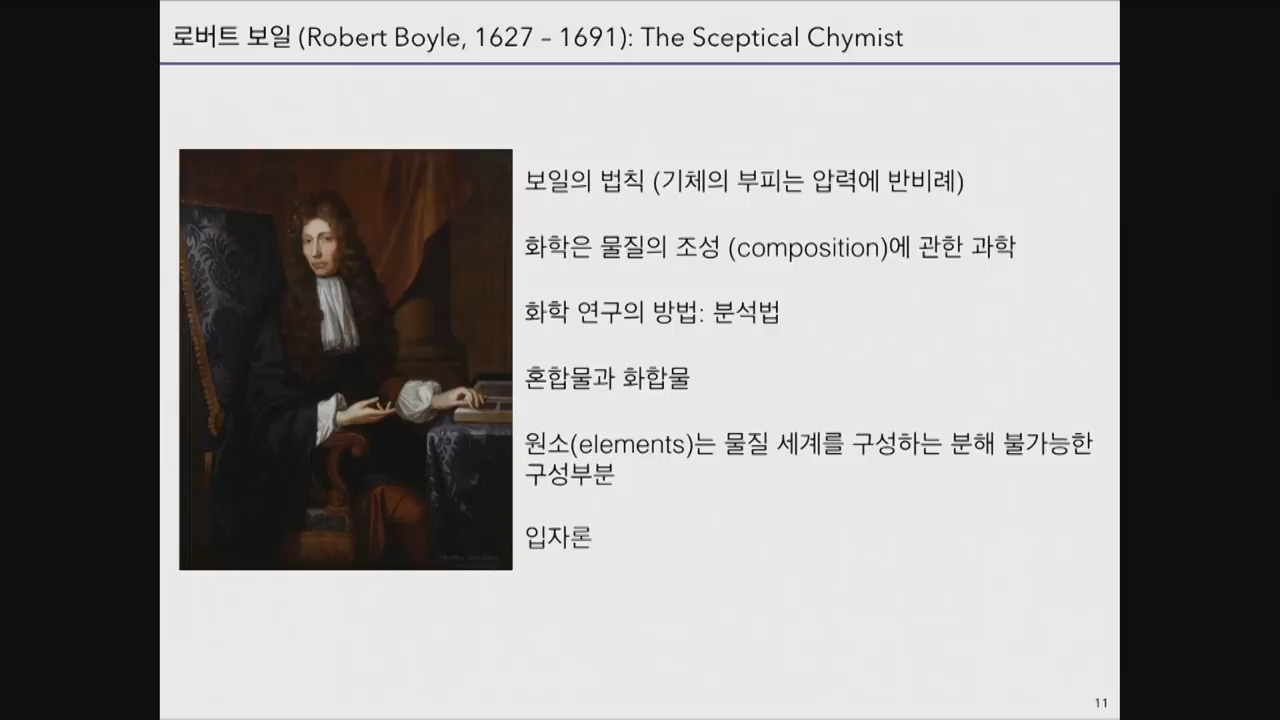 로버트 보일 (Robert Boyle, 1627 – 1691): The Sceptical Chymist
보일의 법칙 (기체의 부피는 압력에 반비례)
화학은 물질의 조성 (composition)에 관한 과학
화학 연구의 방법: 분석법
혼합물과 화합물
원소(elements)는 물질 세계를 구성하는 분해 불가능한
구성부분
입자론
11